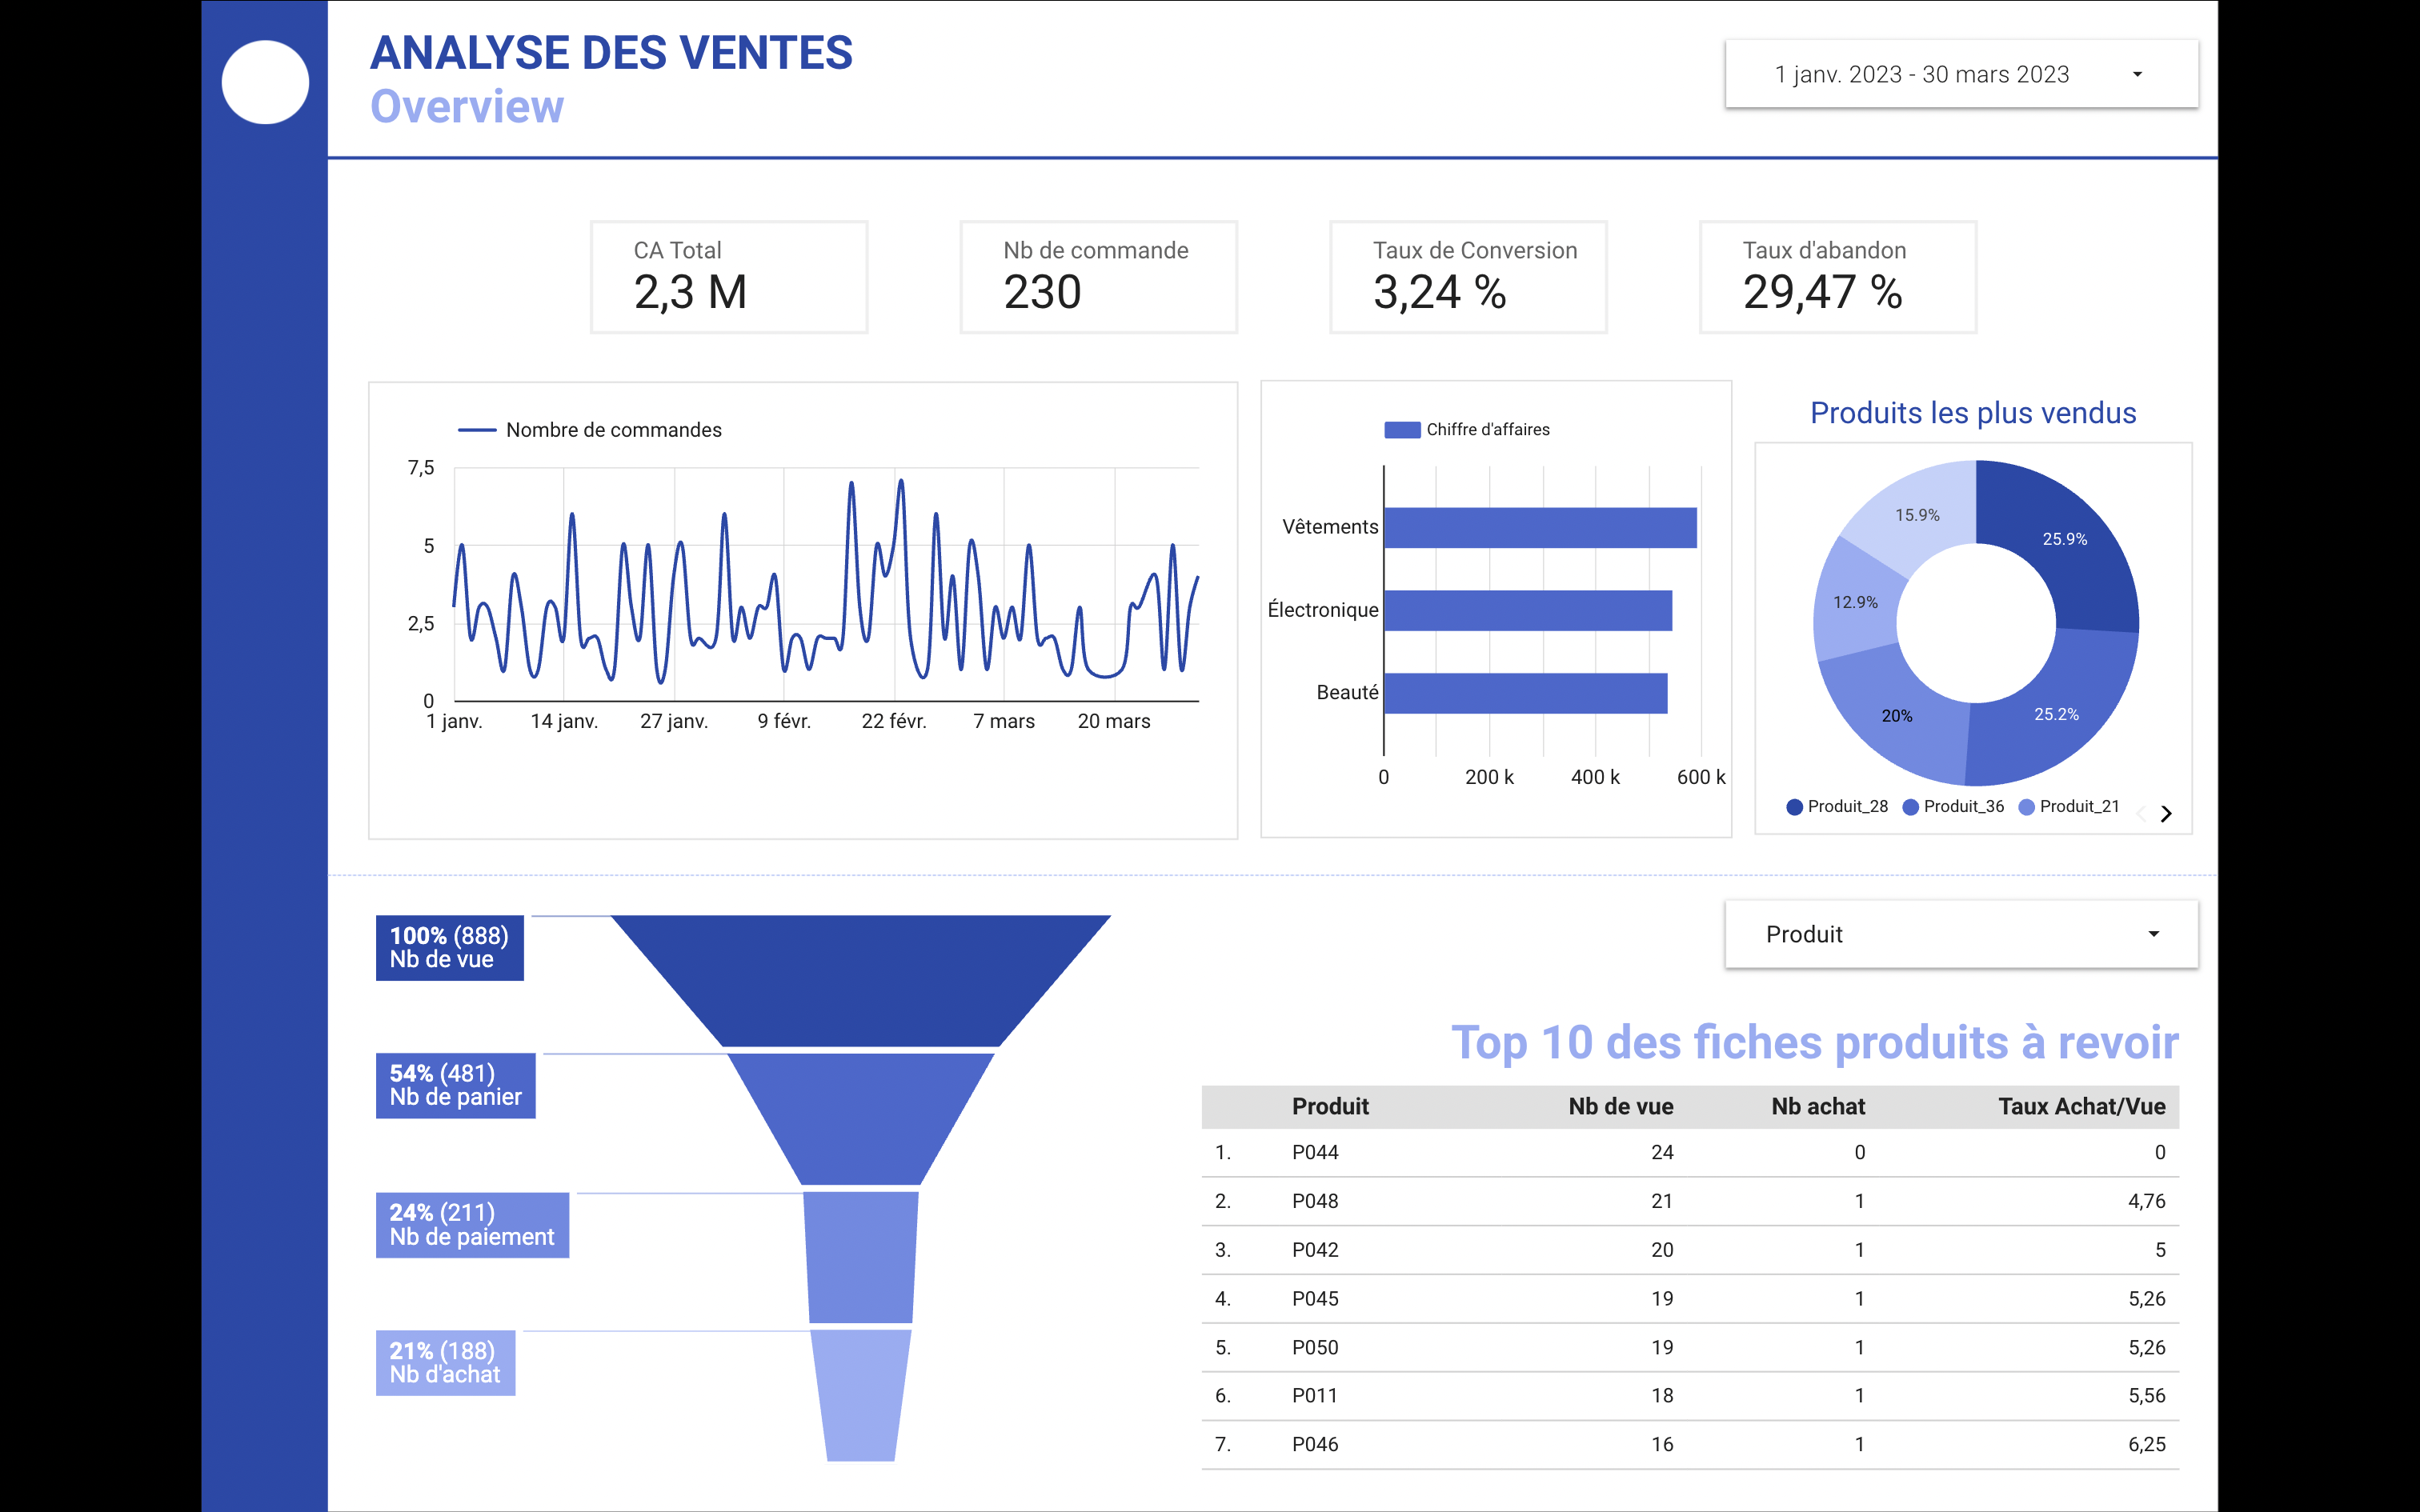 ANALYSE DES VENTES
Overview
1 janv. 2023 - 30 mars 2023
CA Total
2,3 M
Nb de commande
230
Taux de Conversion
3,24 %
Taux d'abandon
29,47 %
Nombre de commandes
7,5
5
2,5
0
1 janv. 14 janv. 27 janv. 9 févr. 22 févr. 7 mars 20 mars
Chiffre d'affaires
Vêtements
Électronique
Beauté
0 200 k 400 k 600 k
Produits les plus vendus
25.9%
25.2%
20%
12.9%
15.9%
Produit_28 Produit_36 Produit_21
100% (888)
Nb de vue
54% (481)
Nb de panier
24% (211)
Nb de paiement
21% (188)
Nb d'achat
Produit
Top 10 des fiches produits à revoir
Produit Nb de vue Nb achat Taux Achat/Vue
1. P044 24 0 0
2. P048 21 1 4,76
3. P042 20 1 5
4. P045 19 1 5,26
5. P050 19 1 5,26
6. P011 18 1 5,56
7. P046 16 1 6,25